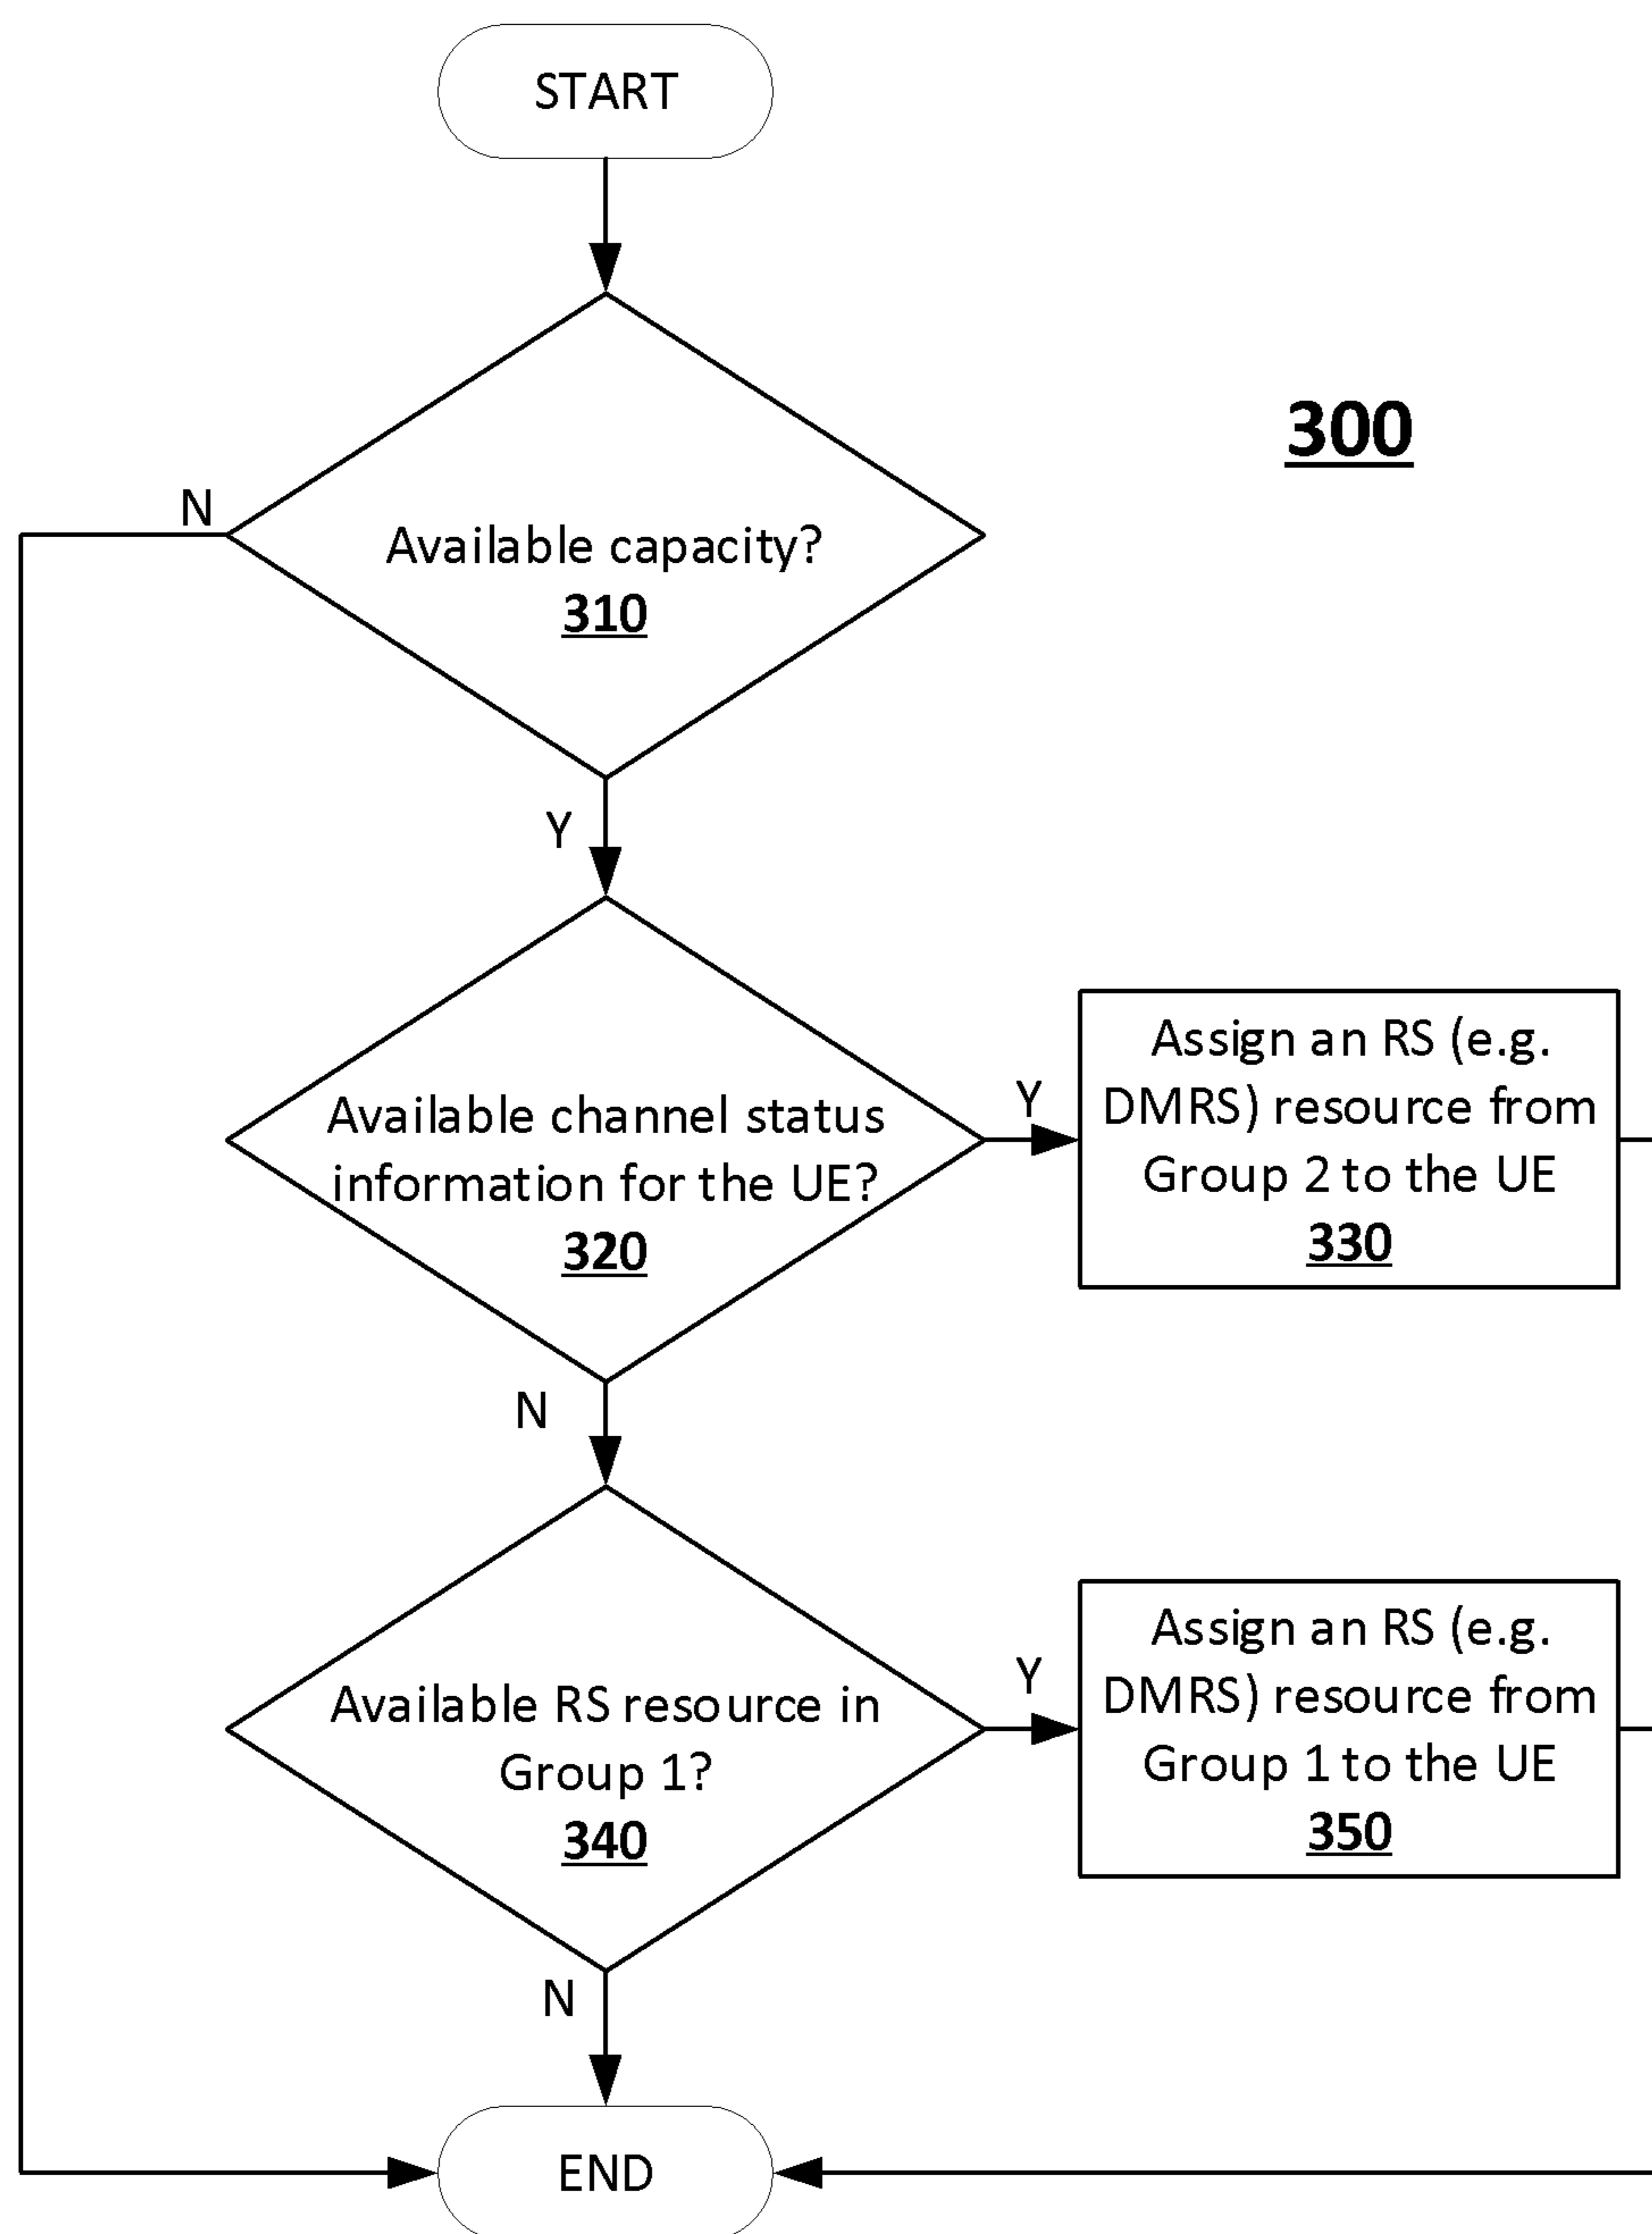 START
300
N
Available capacity?
310
Y
Available channel status
information for the UE?
320
Y
Assign an RS (e.g.
DMRS) resource from
Group 2 to the UE
330
N
Available RS resource in
Group 1?
340
Y
Assign an RS (e.g.
DMRS) resource from
Group 1 to the UE
350
N
END